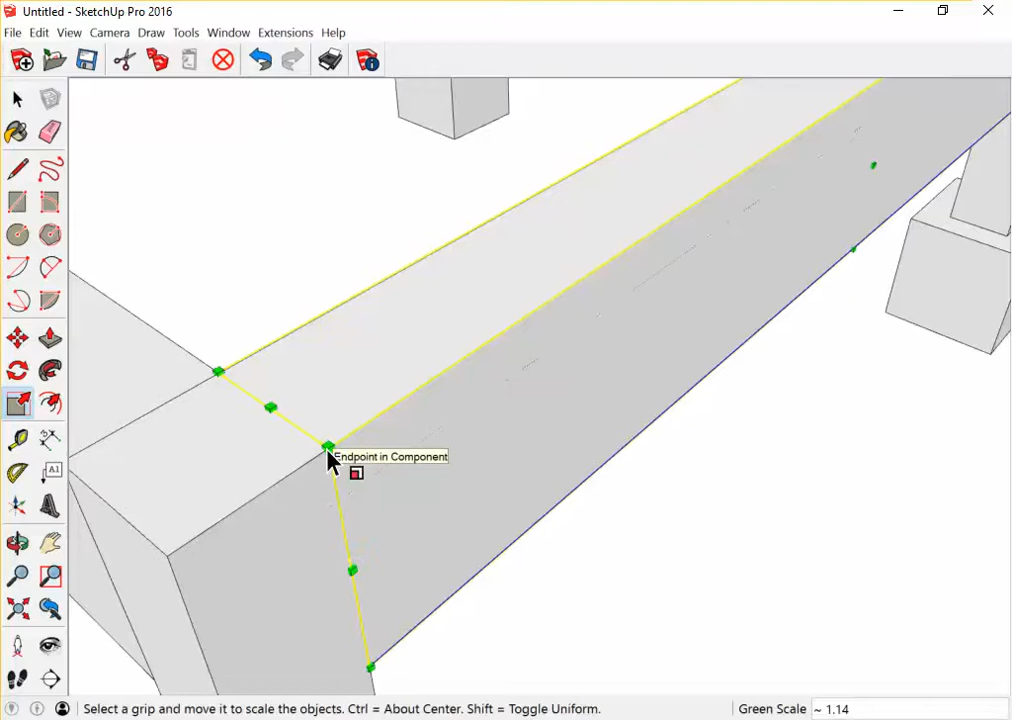 Untitled - SketchUp Pro 2016
File Edit View Camera Draw Tools Window Extensions Help
A1
Endpoint in Component
Select a grip and move it to scale the objects. Ctrl = About Center. Shift = Toggle Uniform.
Green Scale ~ 1.14